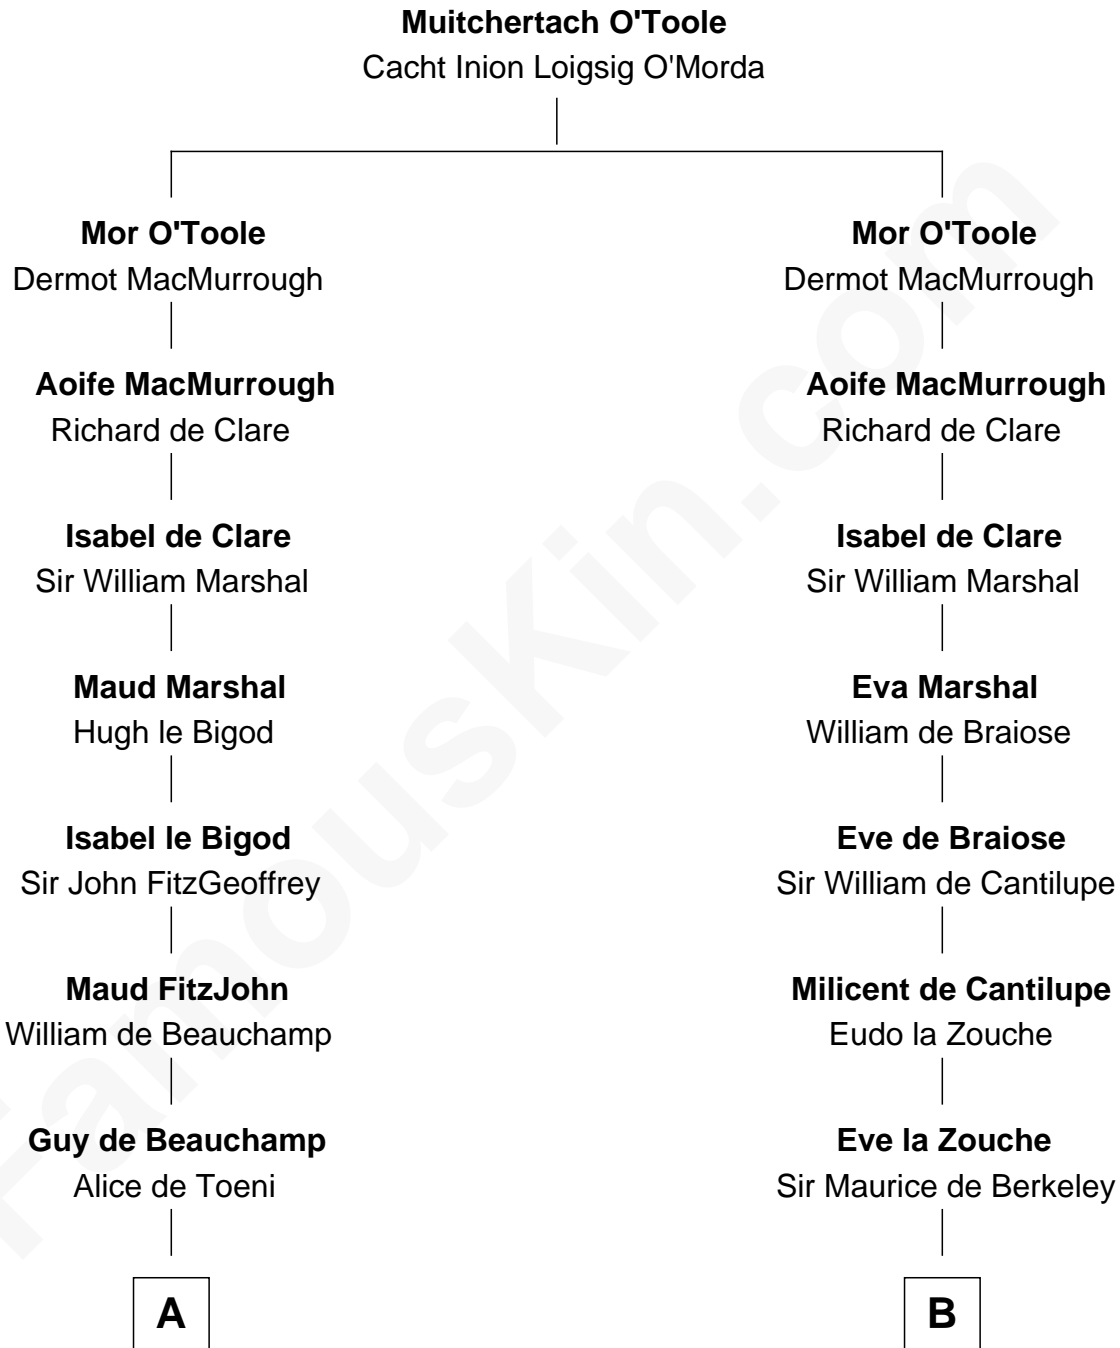 Muitchertach O'Toole
Cacht Inion Loigsig O'Morda
Mor O'Toole
Dermot MacMurrough
Aoife MacMurrough
Richard de Clare
Isabel de Clare
Sir William Marshal
Maud Marshal
Hugh le Bigod
Isabel le Bigod
Sir John FitzGeoffrey
Maud FitzJohn
William de Beauchamp
Guy de Beauchamp
Alice de Toeni
A
Mor O'Toole
Dermot MacMurrough
Aoife MacMurrough
Richard de Clare
Isabel de Clare
Sir William Marshal
Eva Marshal
William de Braiose
Eve de Braiose
Sir William de Cantilupe
Milicent de Cantilupe
Eudo la Zouche
Eve la Zouche
Sir Maurice de Berkeley
B
FamousKin.com